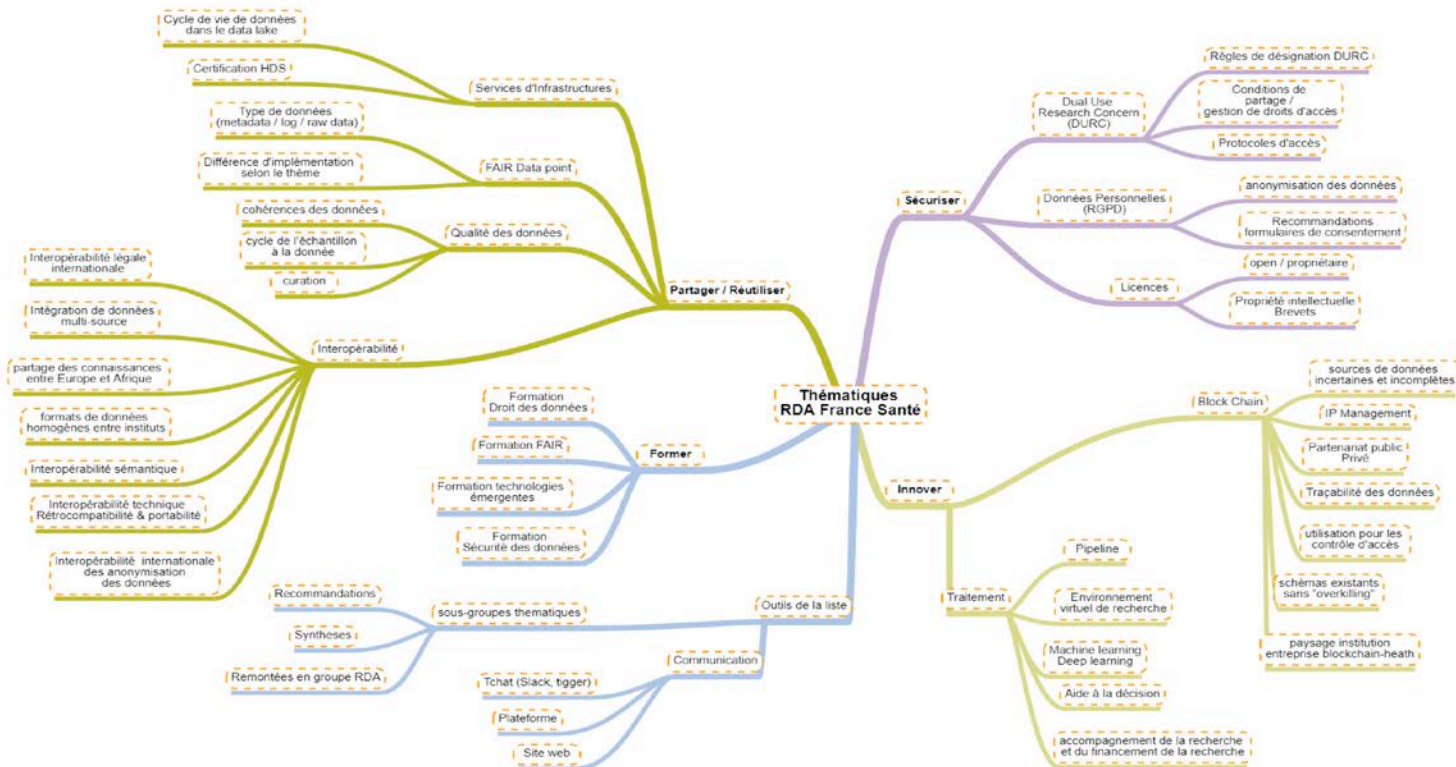 Thématiques
RDA France Santé
Partager / Réutiliser
Services d'Infrastructures
Cycle de vie de données
dans le data lake
Certification HDS
FAIR Data point
Type de données
(metadata / log / raw data)
Différence d'implémentation
selon le thème
Qualité des données
cohérences des données
cycle de l'échantillon
à la donnée
curation
Interopérabilité
Interopérabilité légale
internationale
Intégration de données
multi-source
partage des connaissances
entre Europe et Afrique
formats de données
homogènes entre instituts
Interopérabilité sémantique
Interopérabilité technique
Rétrocompatibilité & portabilité
Interopérabilité internationale
des anonymisation
des données
Former
Formation
Droit des données
Formation FAIR
Formation technologies
émergentes
Formation
Sécurité des données
Outils de la liste
sous-groupes thematiques
Recommandations
Syntheses
Remontées en groupe RDA
Communication
Tchat (Slack, tigger)
Plateforme
Site web
Sécuriser
Dual Use
Research Concern
(DURC)
Règles de désignation DURC
Conditions de
partage /
gestion de droits d'accès
Protocoles d'accès
Données Personnelles
(RGPD)
anonymisation des données
Recommandations
formulaires de consentement
Licences
open / propriétaire
Propriété intellectuelle
Brevets
Innover
Block Chain
sources de données
incertaines et incomplètes
IP Management
Partenariat public
Privé
Traçabilité des données
utilisation pour les
contrôle d'accès
schémas existants
sans "overkilling"
paysage institution
entreprise blockchain-heath
Traitement
Pipeline
Environnement
virtuel de recherche
Machine learning
Deep learning
Aide à la décision
accompagnement de la recherche
et du financement de la recherche